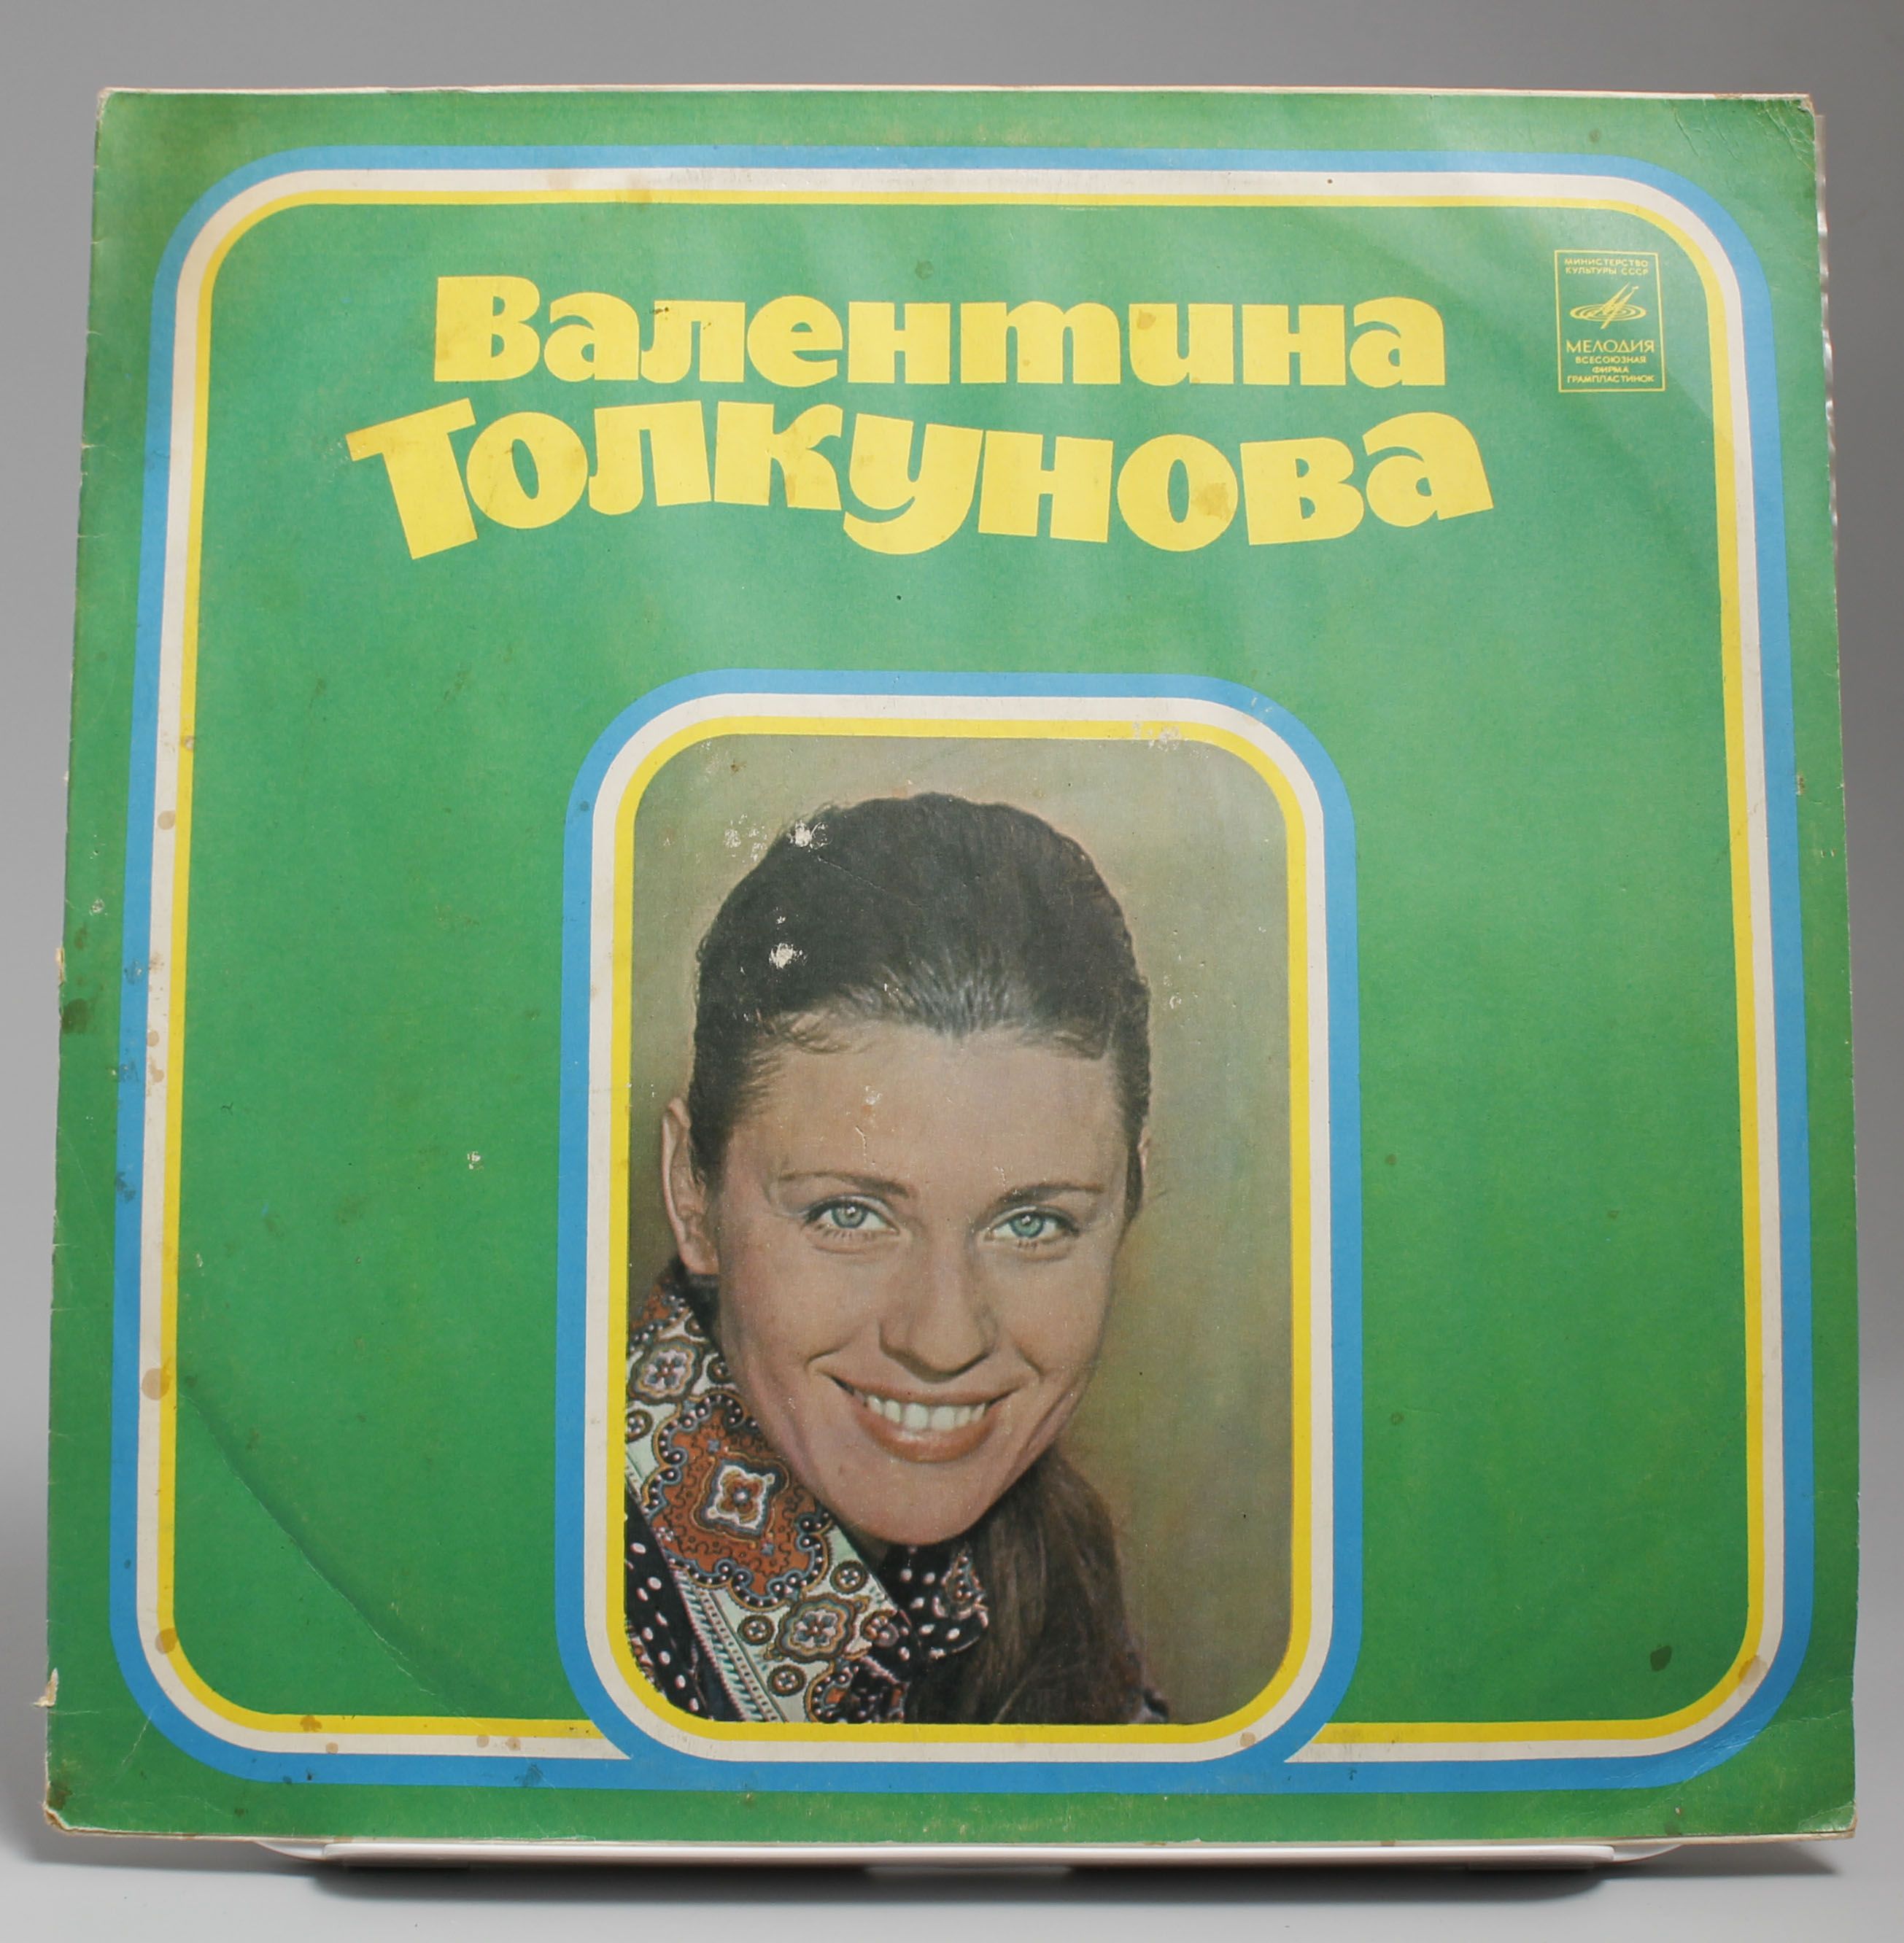 Валентина
Толкунова
МИНИСТЕРСТВО
КУЛЬТУРЫ СССР
МЕЛОДИЯ
ВСЕСОЮЗНАЯ
ФИРМА
ГРАМПЛАСТИНОК